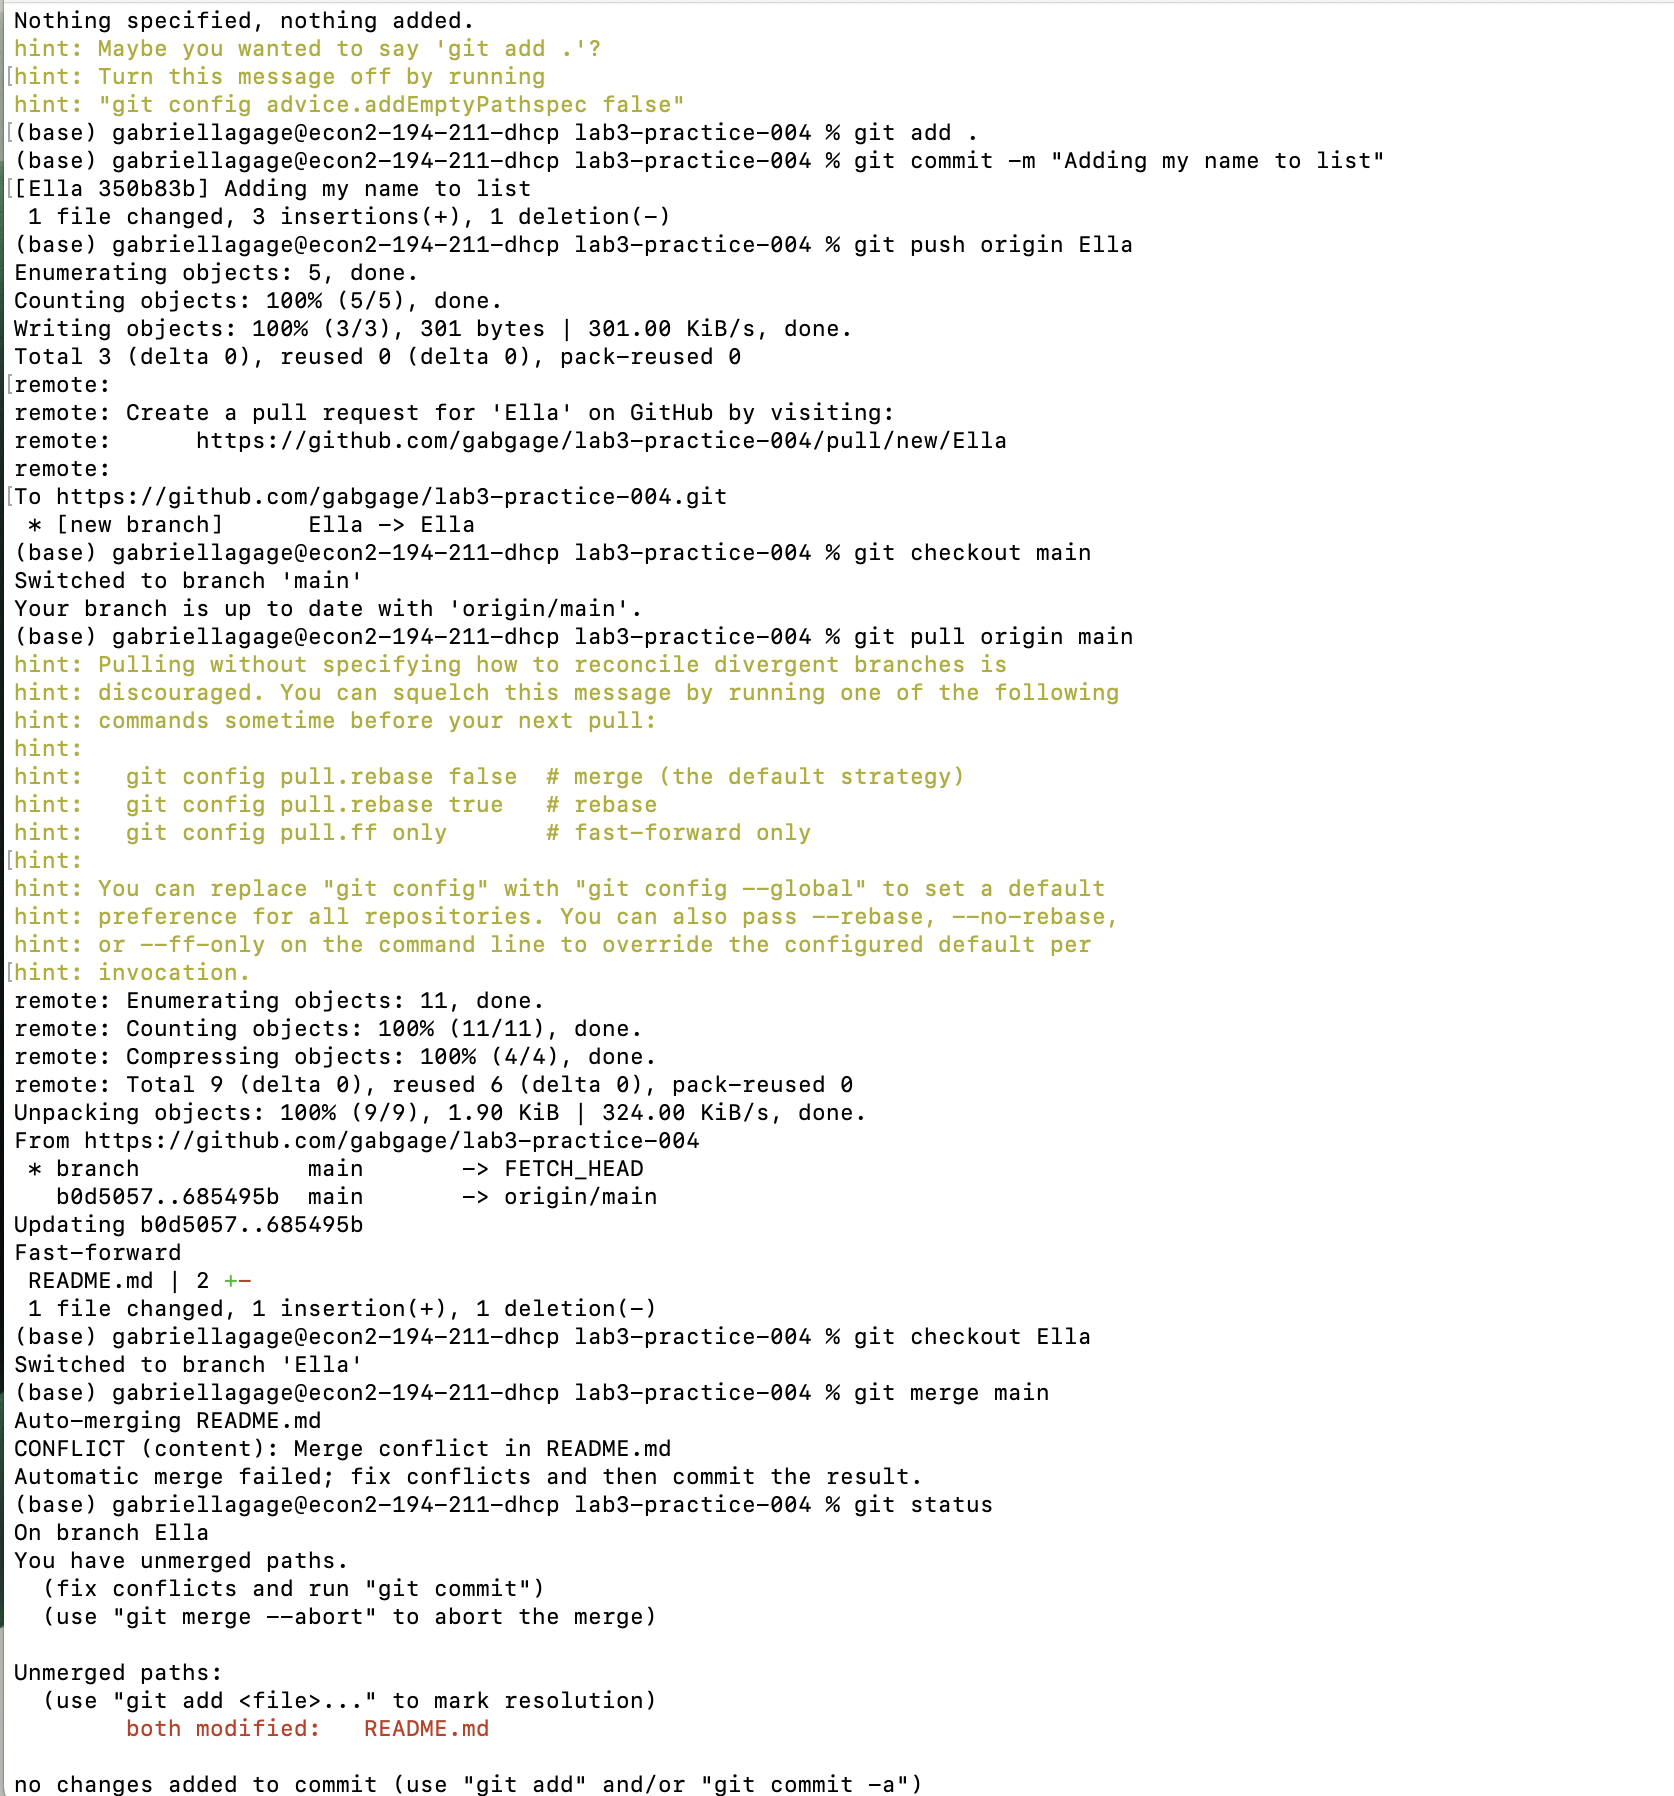 Nothing specified, nothing added.
hint: Maybe you wanted to say 'git add .'?
[hint: Turn this message off by running
hint: "git config advice.addEmptyPathspec false"
[(base) gabriellagage@econ2-194-211-dhcp lab3-practice-004 % git add .
(base) gabriellagage@econ2-194-211-dhcp lab3-practice-004 % git commit -m "Adding my name to list"
[[Ella 350b83b] Adding my name to list
 1 file changed, 3 insertions(+), 1 deletion(-)
(base) gabriellagage@econ2-194-211-dhcp lab3-practice-004 % git push origin Ella
Enumerating objects: 5, done.
Counting objects: 100% (5/5), done.
Writing objects: 100% (3/3), 301 bytes | 301.00 KiB/s, done.
Total 3 (delta 0), reused 0 (delta 0), pack-reused 0
[remote:
remote: Create a pull request for 'Ella' on GitHub by visiting:
remote:      https://github.com/gabgage/lab3-practice-004/pull/new/Ella
remote:
[To https://github.com/gabgage/lab3-practice-004.git
 * [new branch]      Ella -> Ella
(base) gabriellagage@econ2-194-211-dhcp lab3-practice-004 % git checkout main
Switched to branch 'main'
Your branch is up to date with 'origin/main'.
(base) gabriellagage@econ2-194-211-dhcp lab3-practice-004 % git pull origin main
hint: Pulling without specifying how to reconcile divergent branches is
hint: discouraged. You can squelch this message by running one of the following
hint: commands sometime before your next pull:
hint:
hint:   git config pull.rebase false  # merge (the default strategy)
hint:   git config pull.rebase true   # rebase
hint:   git config pull.ff only       # fast-forward only
[hint:
hint: You can replace "git config" with "git config --global" to set a default
hint: preference for all repositories. You can also pass --rebase, --no-rebase,
hint: or --ff-only on the command line to override the configured default per
[hint: invocation.
remote: Enumerating objects: 11, done.
remote: Counting objects: 100% (11/11), done.
remote: Compressing objects: 100% (4/4), done.
remote: Total 9 (delta 0), reused 6 (delta 0), pack-reused 0
Unpacking objects: 100% (9/9), 1.90 KiB | 324.00 KiB/s, done.
From https://github.com/gabgage/lab3-practice-004
 * branch            main       -> FETCH_HEAD
   b0d5057..685495b  main       -> origin/main
Updating b0d5057..685495b
Fast-forward
 README.md | 2 +-
 1 file changed, 1 insertion(+), 1 deletion(-)
(base) gabriellagage@econ2-194-211-dhcp lab3-practice-004 % git checkout Ella
Switched to branch 'Ella'
(base) gabriellagage@econ2-194-211-dhcp lab3-practice-004 % git merge main
Auto-merging README.md
CONFLICT (content): Merge conflict in README.md
Automatic merge failed; fix conflicts and then commit the result.
(base) gabriellagage@econ2-194-211-dhcp lab3-practice-004 % git status
On branch Ella
You have unmerged paths.
  (fix conflicts and run "git commit")
  (use "git merge --abort" to abort the merge)

Unmerged paths:
  (use "git add <file>..." to mark resolution)
        both modified:   README.md

no changes added to commit (use "git add" and/or "git commit -a")